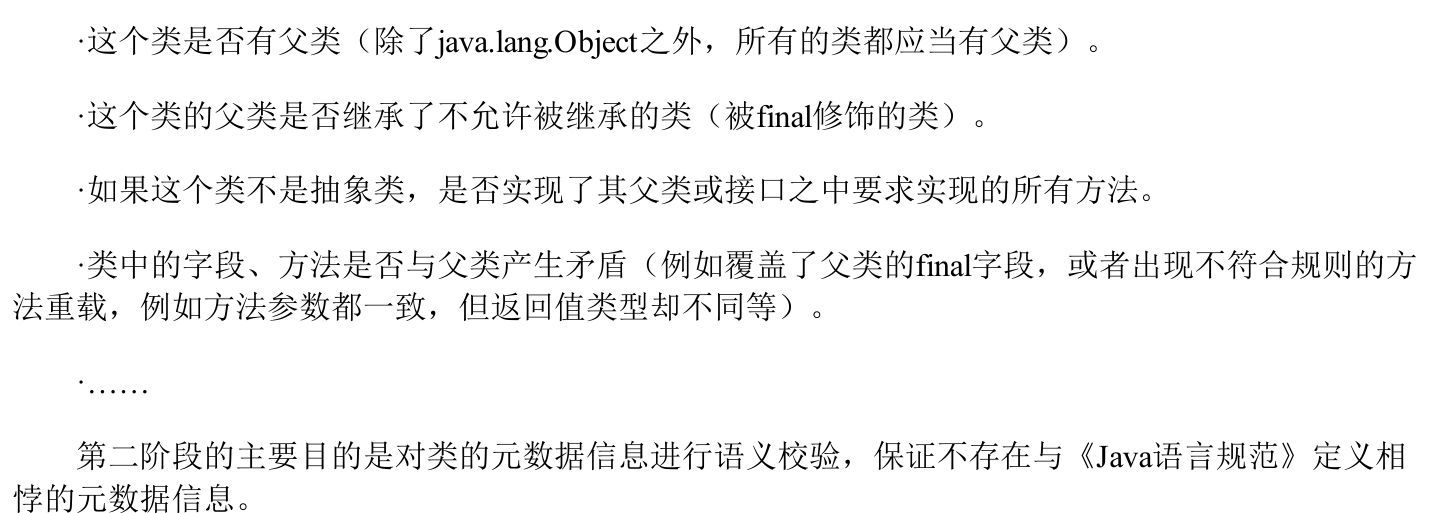 ·这个类是否有父类（除了java.lang.Object之外，所有的类都应当有父类）。
·这个类的父类是否继承了不允许被继承的类（被final修饰的类）。
·如果这个类不是抽象类，是否实现了其父类或接口之中要求实现的所有方法。
·类中的字段、方法是否与父类产生矛盾（例如覆盖了父类的final字段，或者出现不符合规则的方
法重载，例如方法参数都一致，但返回值类型却不同等）。
·……
第二阶段的主要目的是对类的元数据信息进行语义校验，保证不存在与《Java语言规范》定义相
悖的元数据信息。